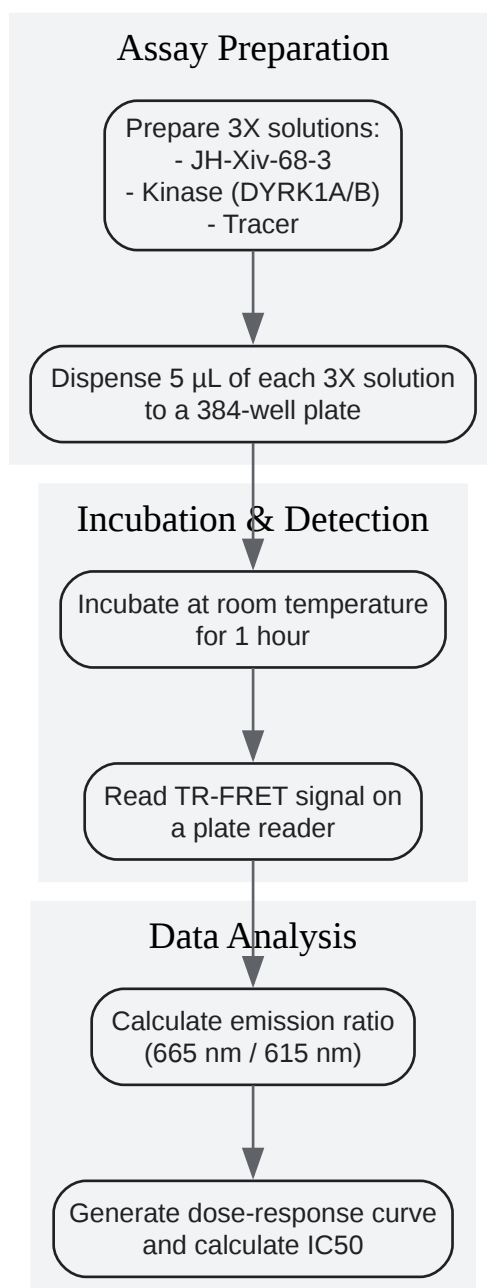 Assay Preparation
Prepare 3X solutions:
- JH-Xiv-68-3
- Kinase (DYRK1A/B)
- Tracer
Dispense 5 µL of each 3X solution
to a 384-well plate
Incubation & Detection
Incubate at room temperature
for 1 hour
Read TR-FRET signal on
a plate reader
Data Analysis
Calculate emission ratio
(665 nm / 615 nm)
Generate dose-response curve
and calculate IC50